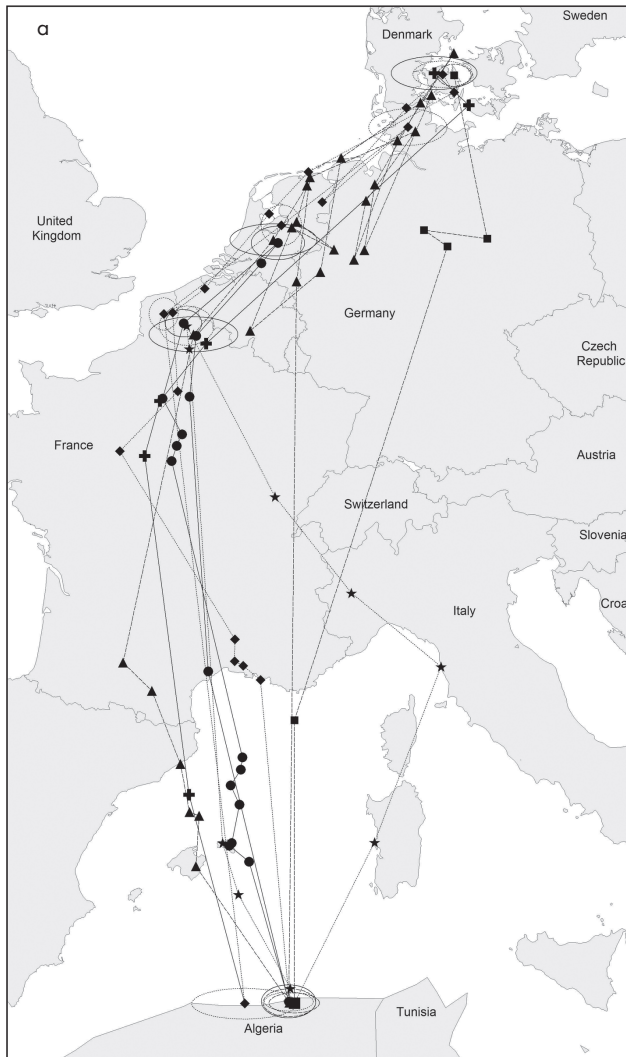 a
Sweden
Denmark
United
Kingdom
Germany
Czech
Republic
France
Austria
Switzerland
Slovenia
Croa
Italy
Tunisia
Algeria